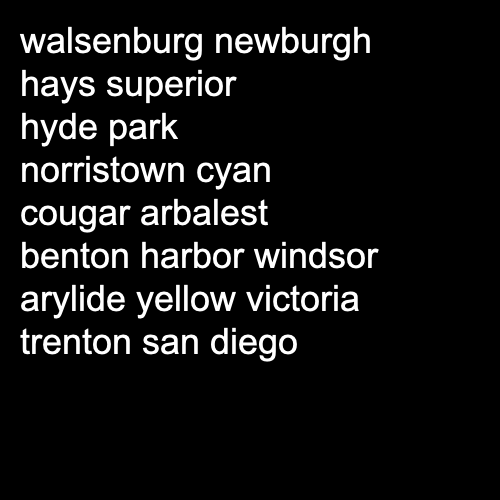 walsenburg newburgh
hays superior
hyde park
norristown cyan
cougar arbalest
benton harbor windsor
arylide yellow victoria
trenton san diego